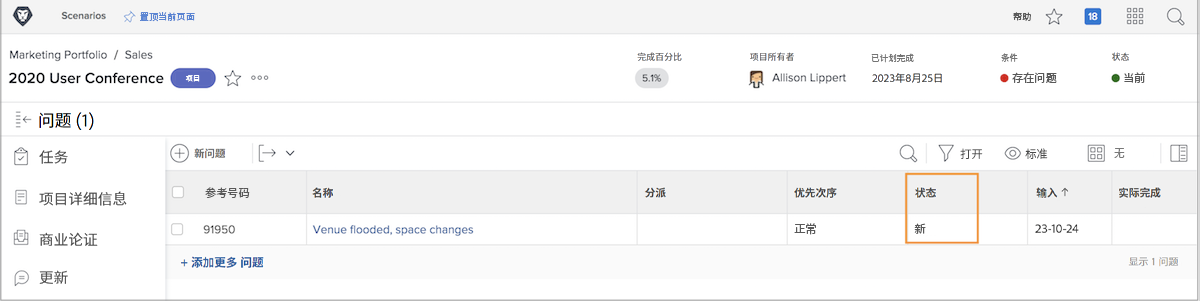 Scenarios 置顶当前页面 帮助 18
Marketing Portfolio / Sales
2020 User Conference 项目
完成百分比 项目所有者 已计划完成 条件 状态
5.1% Allison Lippert 2023年8月25日 存在问题 当前
问题 (1)
任务
项目详细信息
商业论证
更新
新问题 打开 标准 无
参考号码 名称 分派 优先次序 状态 输入 ↑ 实际完成
91950 Venue flooded, space changes 正常 新 23-10-24
+ 添加更多 问题 显示 1 问题